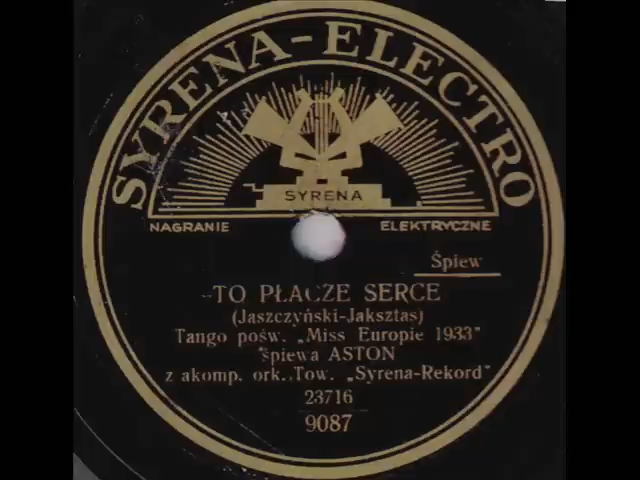 SYRENA-ELECTRO
SYRENA
NAGRANIE ELEKTRYCZNE
Śpiew
TO PŁACZE SERCE
(Jaszczyński-Jaksztas)
Tango pośw. „Miss Europie 1933"
śpiewa ASTON
z akomp. ork. Tow. „Syrena-Rekord"
23716
9087